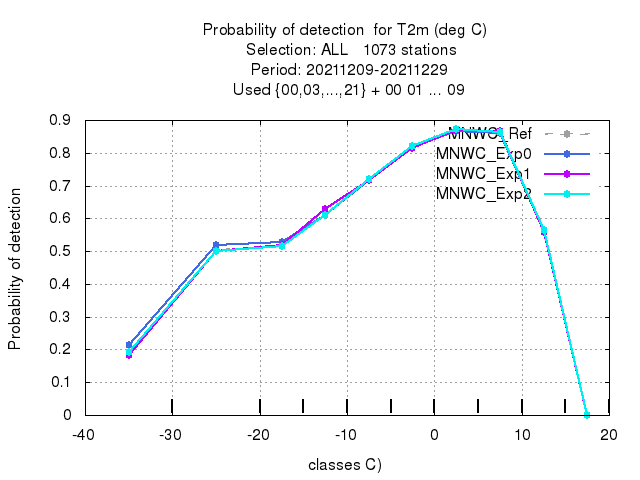 Probability of detection  for T2m (deg C)
Selection: ALL   1073 stations
Period: 20211209-20211229
Used {00,03,...,21} + 00 01 ... 09
Probability of detection
0.9
0.8
0.7
0.6
0.5
0.4
0.3
0.2
0.1
0
MNWC_Ref
MNWC_Exp0
MNWC_Exp1
MNWC_Exp2
-40 -30 -20 -10 0 10 20
classes C)